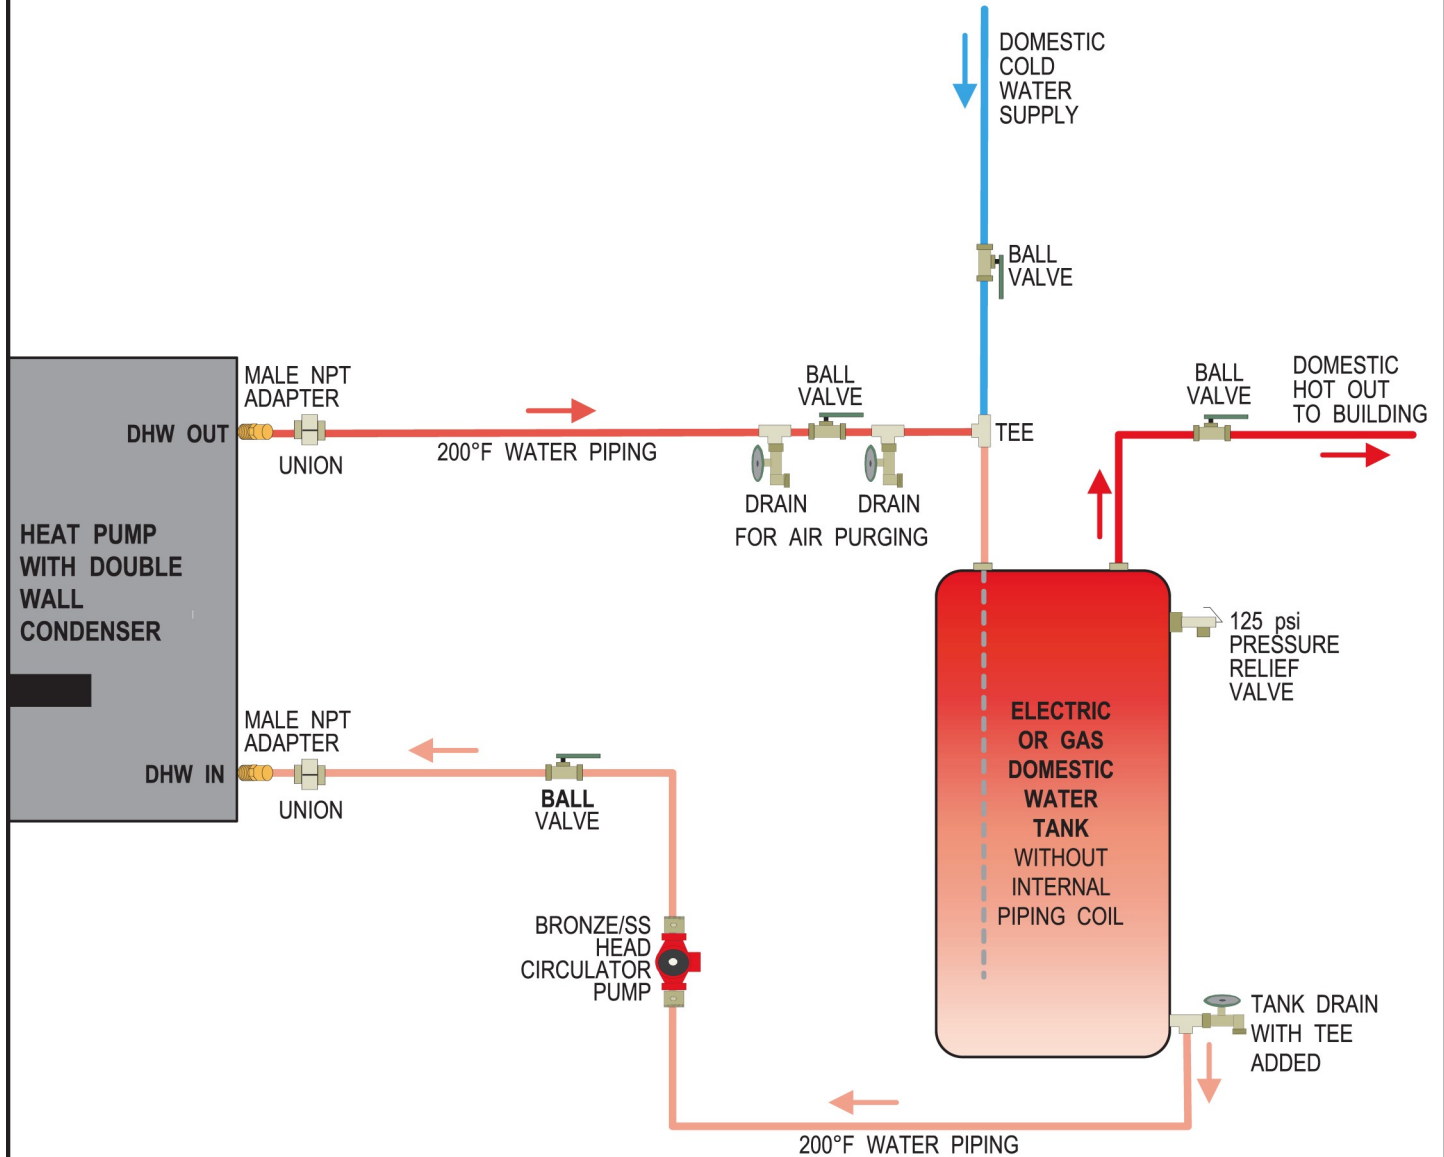 DOMESTIC
COLD
WATER
SUPPLY
BALL
VALVE
MALE NPT
ADAPTER
DHW OUT
UNION
200°F WATER PIPING
BALL
VALVE
DRAIN
DRAIN
FOR AIR PURGING
TEE
BALL
VALVE
DOMESTIC
HOT OUT
TO BUILDING
HEAT PUMP
WITH DOUBLE
WALL
CONDENSER
125 psi
PRESSURE
RELIEF
VALVE
MALE NPT
ADAPTER
DHW IN
UNION
BALL
VALVE
ELECTRIC
OR GAS
DOMESTIC
WATER
TANK
WITHOUT
INTERNAL
PIPING COIL
BRONZE/SS
HEAD
CIRCULATOR
PUMP
TANK DRAIN
WITH TEE
ADDED
200°F WATER PIPING